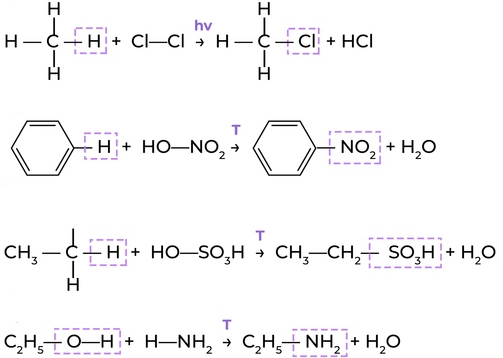 H
hν
H — C — H + Cl—Cl → H — C — Cl + HCl
H H
T
H + HO—NO₂ → NO₂ + H₂O
T
CH₃ — C — H + HO—SO₃H → CH₃—CH₂— SO₃H + H₂O
H
T
C₂H₅— O—H + H—NH₂ → C₂H₅— NH₂ + H₂O